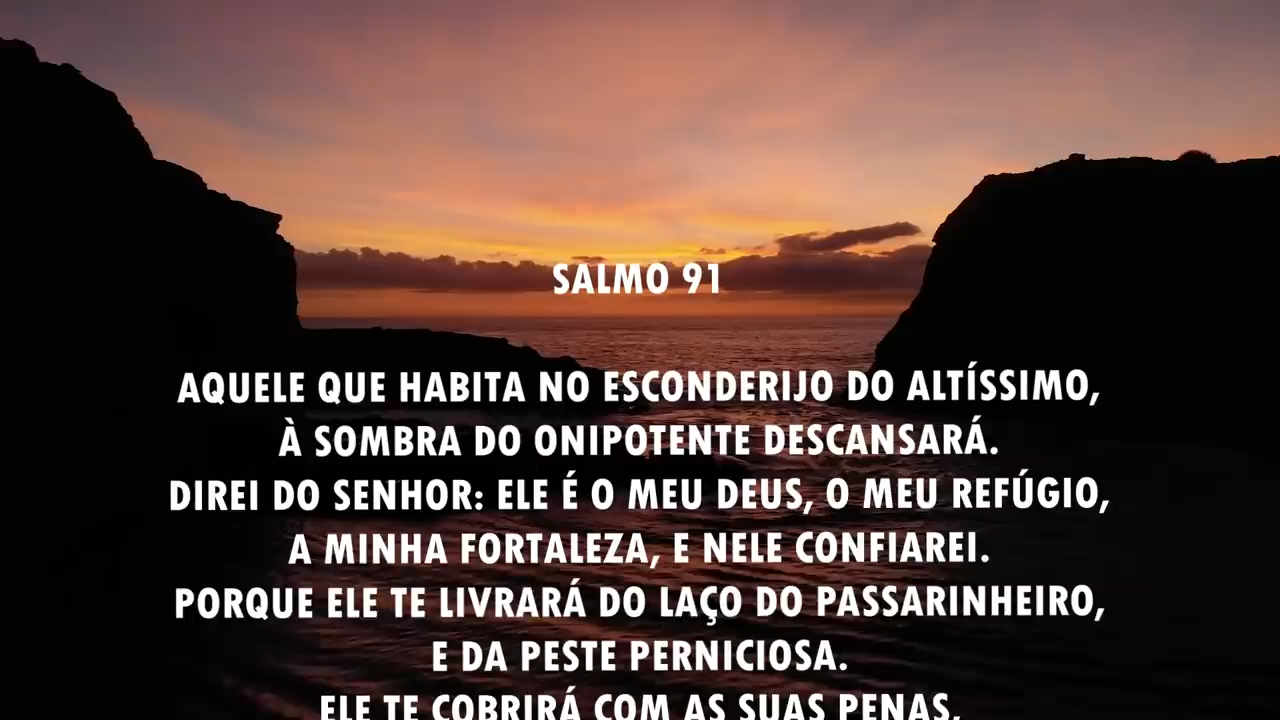 SALMO 91
AQUELE QUE HABITA NO ESCONDERIJO DO ALTÍSSIMO,
À SOMBRA DO ONIPOTENTE DESCANSARÁ.
DIREI DO SENHOR: ELE É O MEU DEUS, O MEU REFÚGIO,
A MINHA FORTALEZA, E NELE CONFIAREI.
PORQUE ELE TE LIVRARÁ DO LAÇO DO PASSARINHEIRO,
E DA PESTE PERNICIOSA.
ELE TE COBRIRÁ COM AS SUAS PENAS,